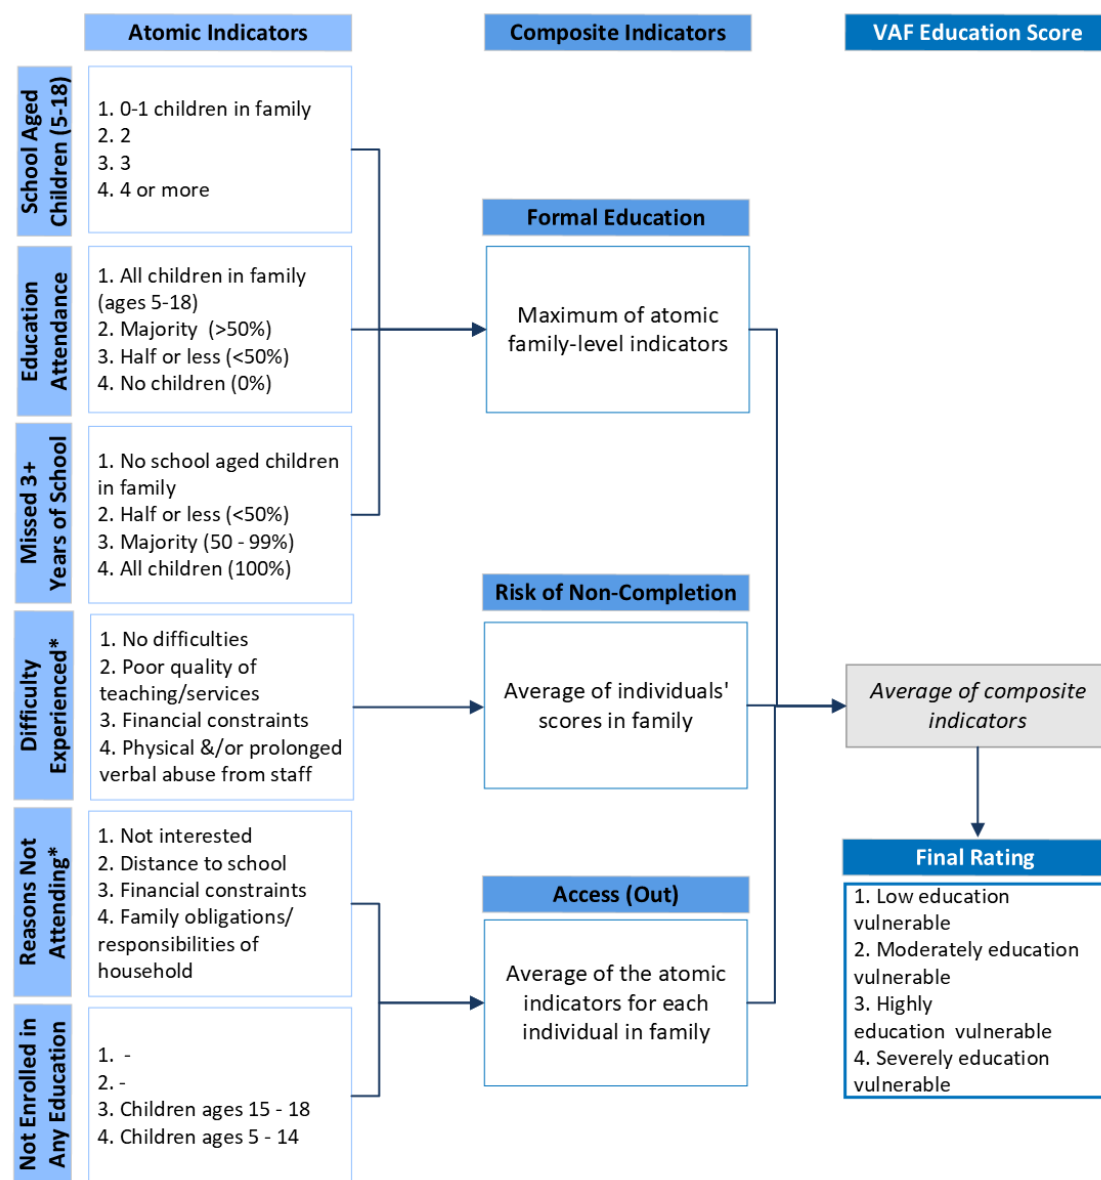 Atomic Indicators
Composite Indicators
VAF Education Score
School Aged
Children (5-18)
1. 0-1 children in family
2. 2
3. 3
4. 4 or more
Education
Attendance
1. All children in family
(ages 5-18)
2. Majority (>50%)
3. Half or less (<50%)
4. No children (0%)
Missed 3+
Years of School
1. No school aged children
in family
2. Half or less (<50%)
3. Majority (50 - 99%)
4. All children (100%)
Formal Education
Maximum of atomic
family-level indicators
Difficulty
Experienced*
1. No difficulties
2. Poor quality of
teaching/services
3. Financial constraints
4. Physical &/or prolonged
verbal abuse from staff
Risk of Non-Completion
Average of individuals'
scores in family
Reasons Not
Attending*
1. Not interested
2. Distance to school
3. Financial constraints
4. Family obligations/
responsibilities of
household
Not Enrolled in
Any Education
1. -
2. -
3. Children ages 15 - 18
4. Children ages 5 - 14
Access (Out)
Average of the atomic
indicators for each
individual in family
Average of composite
indicators
Final Rating
1. Low education
vulnerable
2. Moderately education
vulnerable
3. Highly
education vulnerable
4. Severely education
vulnerable